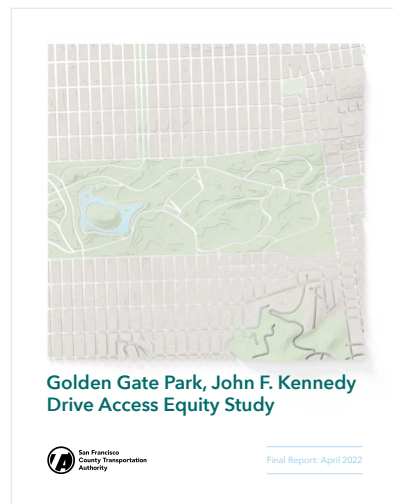 Golden Gate Park, John F. Kennedy
Drive Access Equity Study
San Francisco
County Transportation
Authority
Final Report: April 2022